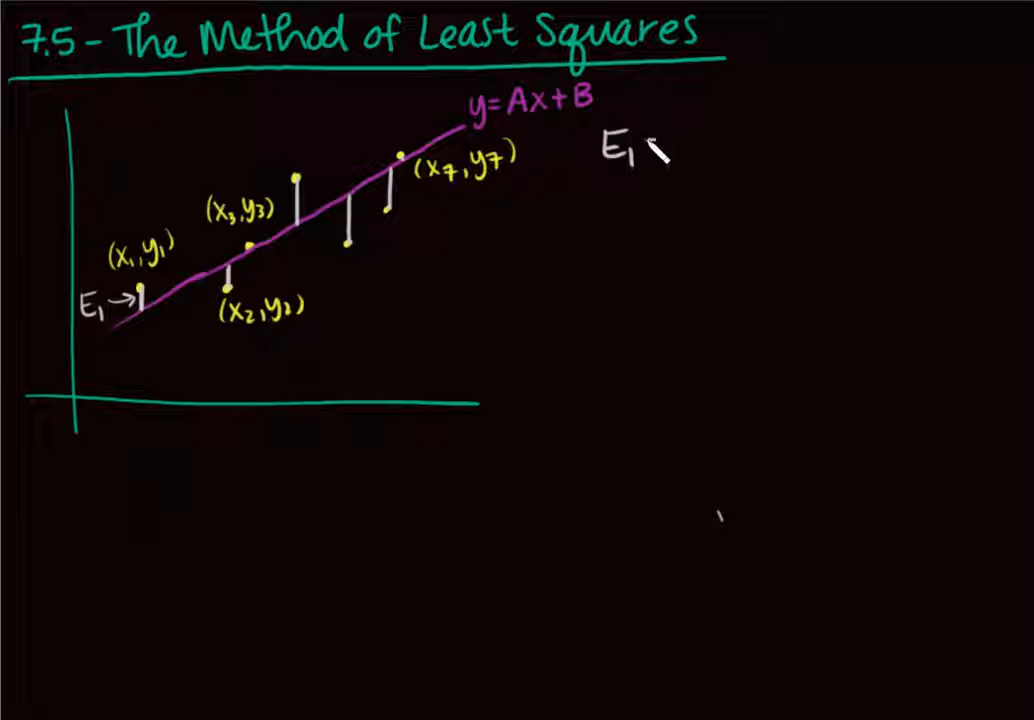 7.5 - The Method of Least Squares
y = Ax + B
E₁ -
(x₇, y₇)
(x₃, y₃)
(x₁, y₁)
E₁ →
(x₂, y₂)